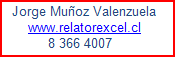 Jorge Muñoz Valenzuela
www.relatorexcel.cl
8 366 4007